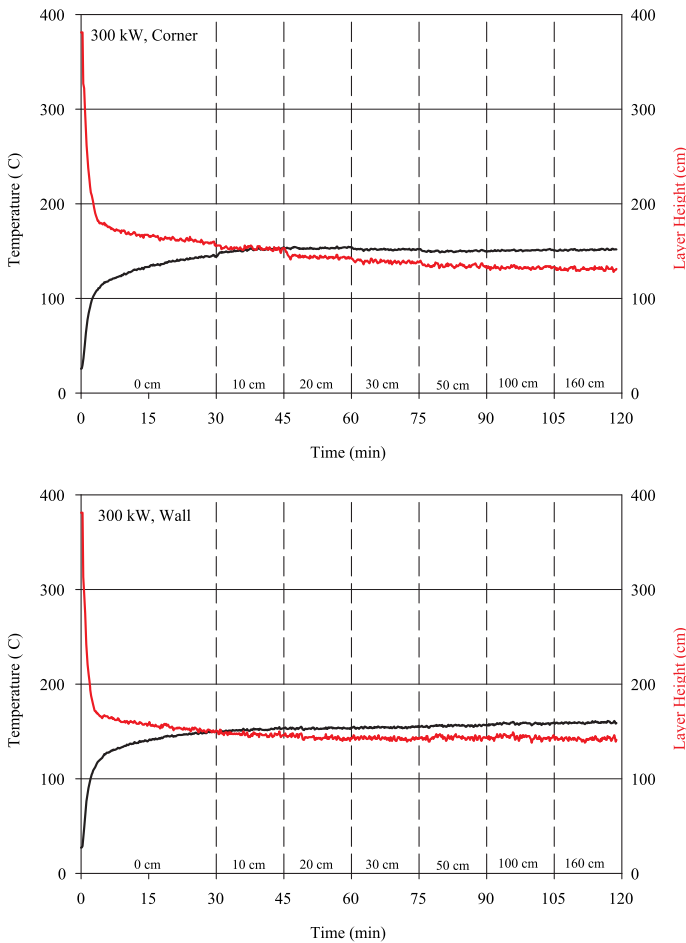 400
400
300 kW, Corner
300
300
200
200
100
100
0
0
0 cm
10 cm
20 cm
30 cm
50 cm
100 cm
160 cm
0
15
30
45
60
75
90
105
120
Time (min)
Temperature ( C)
Layer Height (cm)
400
400
300 kW, Wall
300
300
200
200
100
100
0
0
0 cm
10 cm
20 cm
30 cm
50 cm
100 cm
160 cm
0
15
30
45
60
75
90
105
120
Time (min)
Temperature ( C)
Layer Height (cm)